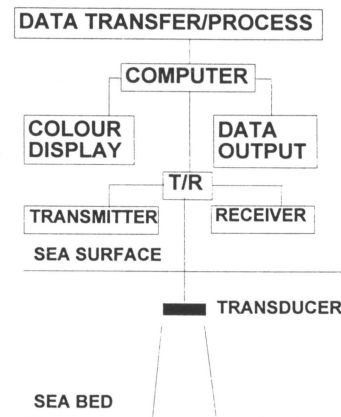 DATA TRANSFER/PROCESS
COMPUTER
COLOUR
DISPLAY
DATA
OUTPUT
T/R
TRANSMITTER
RECEIVER
SEA SURFACE
TRANSDUCER
SEA BED